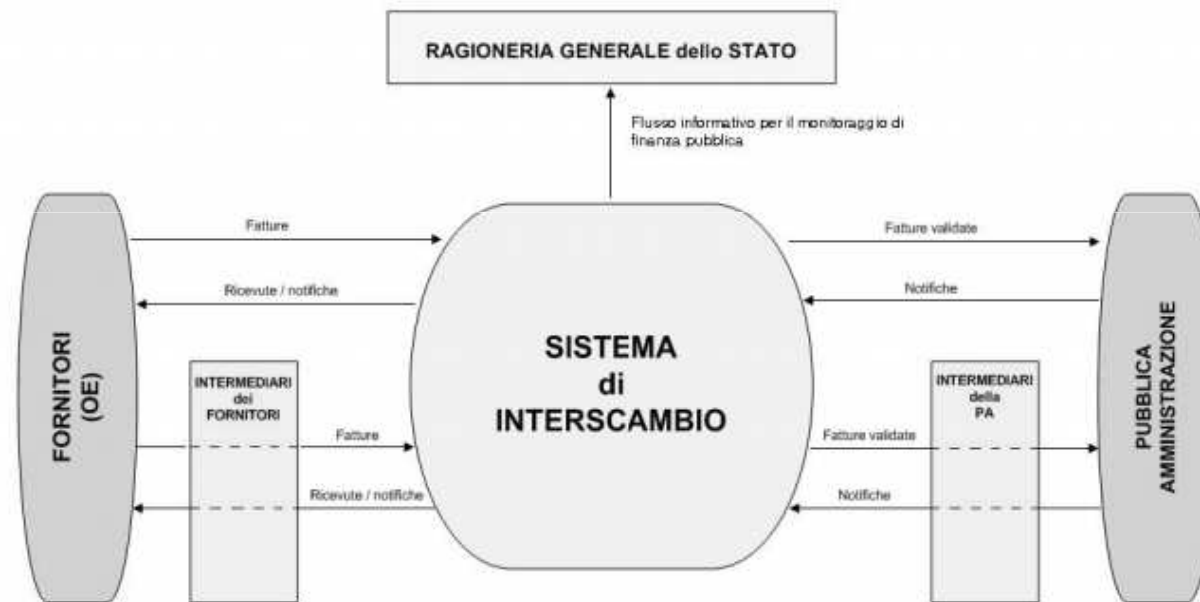 RAGIONERIA GENERALE dello STATO
Flusso informativo per il monitoraggio di
finanza pubblica
Fatture
Fatture validate
Ricevute / notifiche
Notifiche
FORNITORI
(OE)
SISTEMA
di
INTERSCAMBIO
PUBBLICA
AMMINISTRAZIONE
INTERMEDIARI
dei
FORNITORI
INTERMEDIARI
della
PA
Fatture
Fatture validate
Ricevute / notifiche
Notifiche